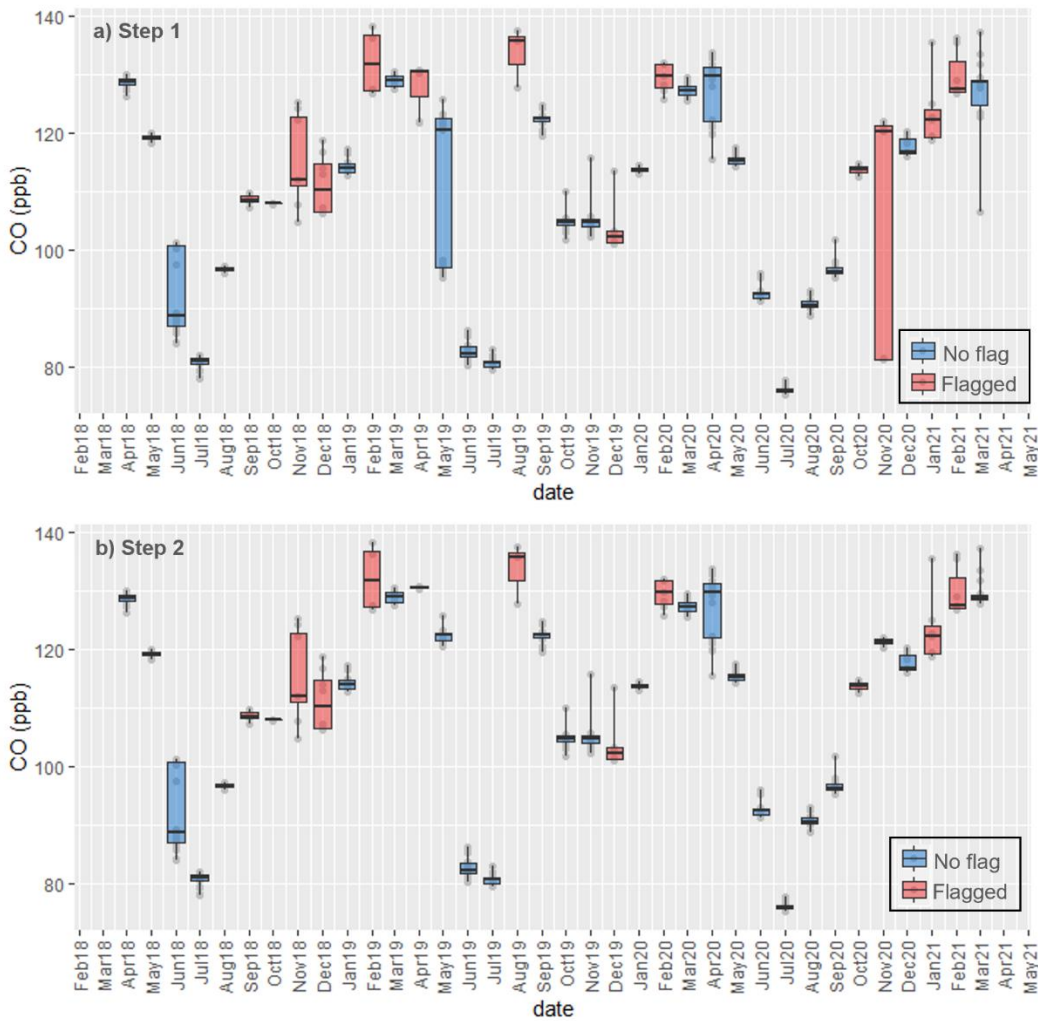 a) Step 1
140
120
100
80
CO (ppb)
No flag
Flagged
Feb18 Mar18 Apr18 May18 Jun18 Jul18 Aug18 Sep18 Oct18 Nov18 Dec18 Jan19 Feb19 Mar19 Apr19 May19 Jun19 Jul19 Aug19 Sep19 Oct19 Nov19 Dec19 Jan20 Feb20 Mar20 Apr20 May20 Jun20 Jul20 Aug20 Sep20 Oct20 Nov20 Dec20 Jan21 Feb21 Mar21 Apr21 May21
date
b) Step 2
140
120
100
80
CO (ppb)
No flag
Flagged
Feb18 Mar18 Apr18 May18 Jun18 Jul18 Aug18 Sep18 Oct18 Nov18 Dec18 Jan19 Feb19 Mar19 Apr19 May19 Jun19 Jul19 Aug19 Sep19 Oct19 Nov19 Dec19 Jan20 Feb20 Mar20 Apr20 May20 Jun20 Jul20 Aug20 Sep20 Oct20 Nov20 Dec20 Jan21 Feb21 Mar21 Apr21 May21
date